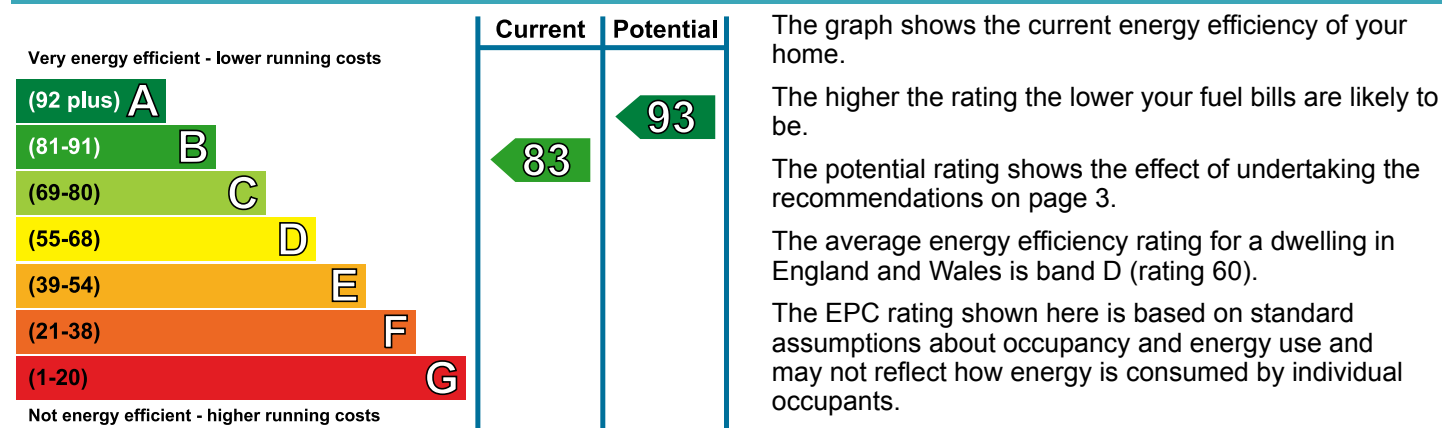 Very energy efficient - lower running costs
(92 plus) A
(81-91) B
(69-80) C
(55-68) D
(39-54) E
(21-38) F
(1-20) G
Not energy efficient - higher running costs
Current Potential
83
93
The graph shows the current energy efficiency of your
home.
The higher the rating the lower your fuel bills are likely to
be.
The potential rating shows the effect of undertaking the
recommendations on page 3.
The average energy efficiency rating for a dwelling in
England and Wales is band D (rating 60).
The EPC rating shown here is based on standard
assumptions about occupancy and energy use and
may not reflect how energy is consumed by individual
occupants.